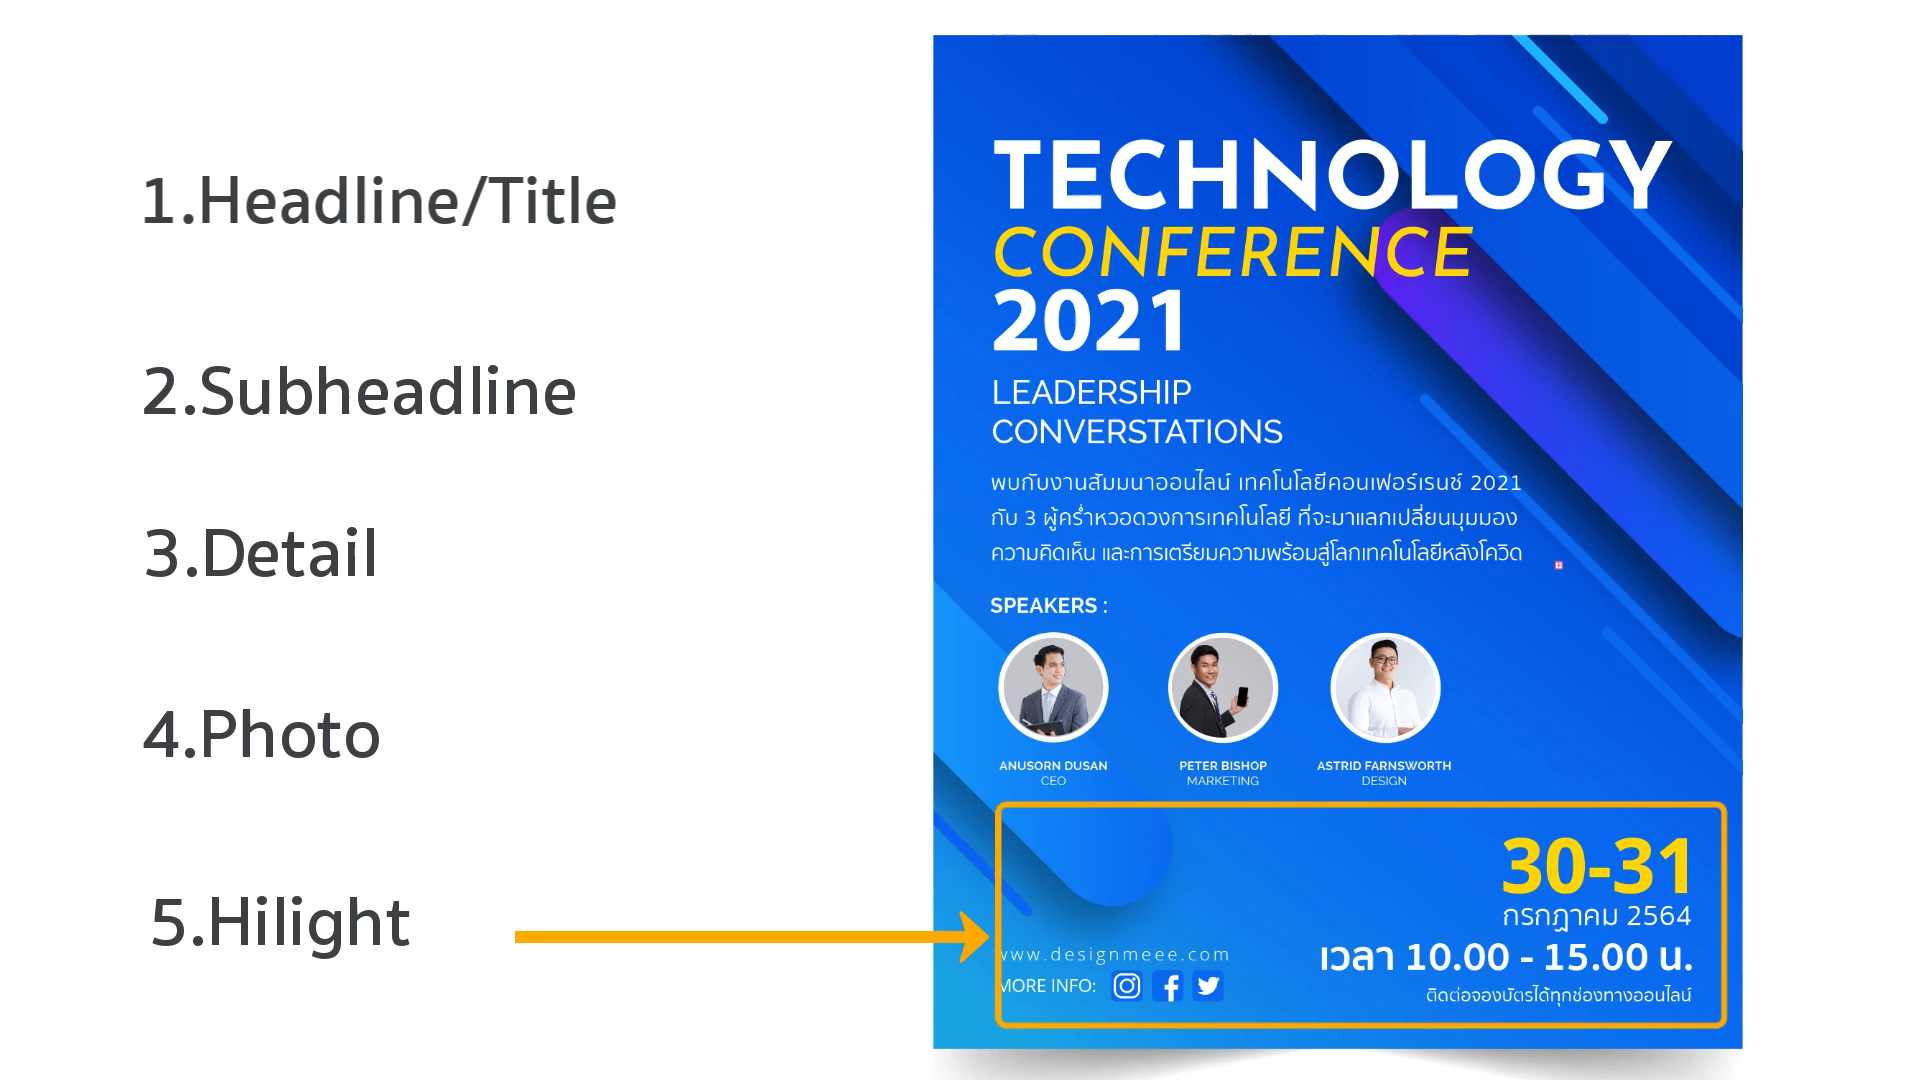 1.Headline/Title
2.Subheadline
3.Detail
4.Photo
5.Hilight
TECHNOLOGY
CONFERENCE
2021
LEADERSHIP
CONVERSTATIONS
พบกับงานสัมมนาออนไลน์ เทคโนโลยีคอนเฟอร์เรนซ์ 2021
กับ 3 ผู้คร่ำหวอดวงการเทคโนโลยี ที่จะมาแลกเปลี่ยนมุมมอง
ความคิดเห็น และการเตรียมความพร้อมสู่โลกเทคโนโลยีหลังโควิด
SPEAKERS :
ANUSORN DUSAN
CEO
PETER BISHOP
MARKETING
ASTRID FARNSWORTH
DESIGN
30-31
กรกฎาคม 2564
เวลา 10.00 - 15.00 น.
ติดต่อจองบัตรได้ทุกช่องทางออนไลน์
www.designmeee.com
MORE INFO: